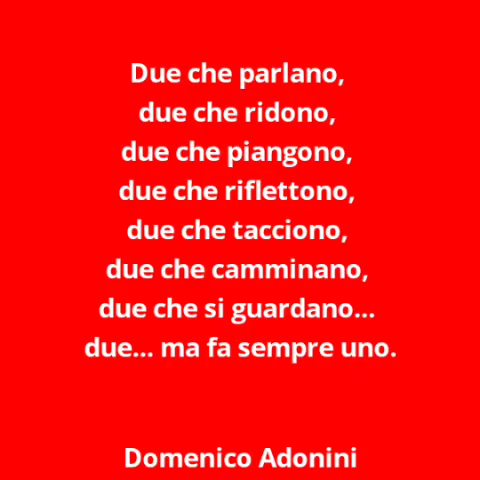 Due che parlano,
due che ridono,
due che piangono,
due che riflettono,
due che tacciono,
due che camminano,
due che si guardano...
due... ma fa sempre uno.
Domenico Adonini